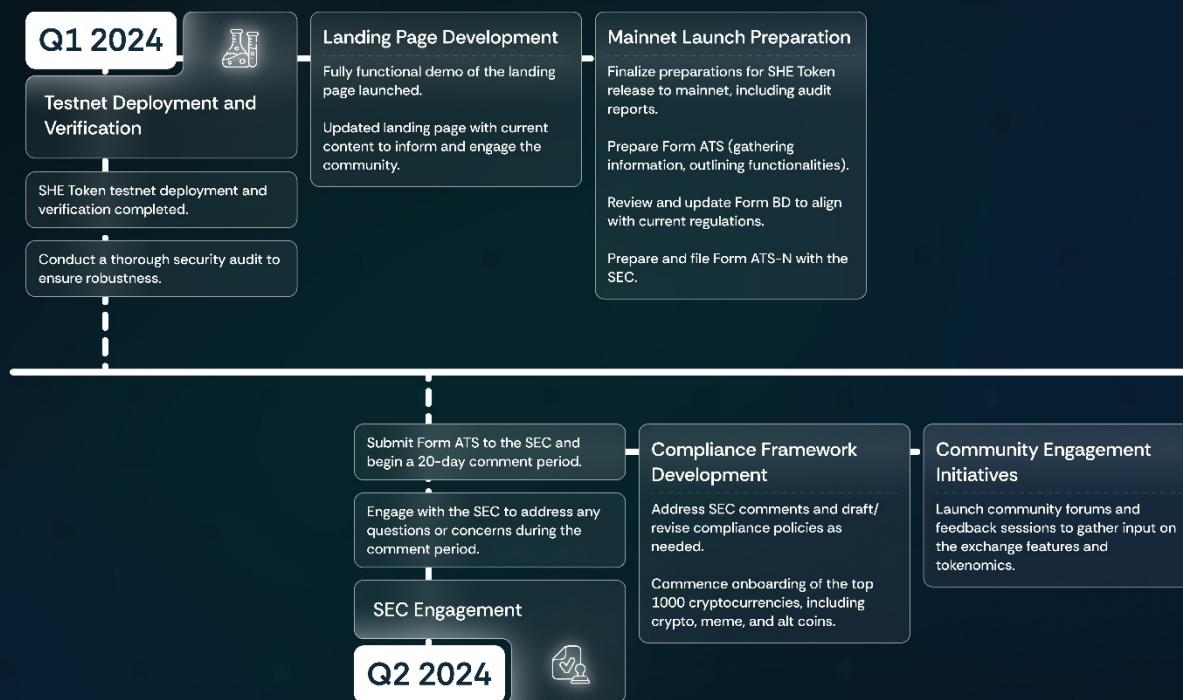 Q1 2024
Testnet Deployment and
Verification
SHE Token testnet deployment and
verification completed.
Conduct a thorough security audit to
ensure robustness.
Landing Page Development
Fully functional demo of the landing
page launched.
Updated landing page with current
content to inform and engage the
community.
Mainnet Launch Preparation
Finalize preparations for SHE Token
release to mainnet, including audit
reports.
Prepare Form ATS (gathering
information, outlining functionalities).
Review and update Form BD to align
with current regulations.
Prepare and file Form ATS-N with the
SEC.
Submit Form ATS to the SEC and
begin a 20-day comment period.
Engage with the SEC to address any
questions or concerns during the
comment period.
SEC Engagement
Q2 2024
Compliance Framework
Development
Address SEC comments and draft/
revise compliance policies as
needed.
Commence onboarding of the top
1000 cryptocurrencies, including
crypto, meme, and alt coins.
Community Engagement
Initiatives
Launch community forums and
feedback sessions to gather input on
the exchange features and
tokenomics.